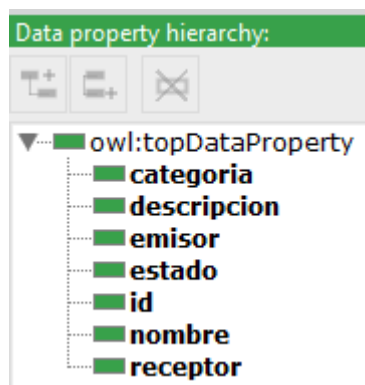 Data property hierarchy:
owl:topDataProperty
categoria
descripcion
emisor
estado
id
nombre
receptor